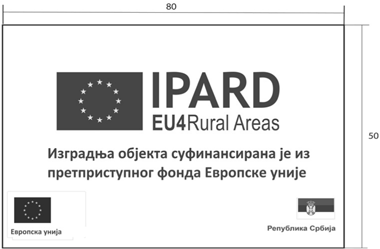 80
IPARD
EU4Rural Areas
50
Изградња објекта суфинансирана је из
претприступног фонда Европске уније
Европска унија
Република Србија